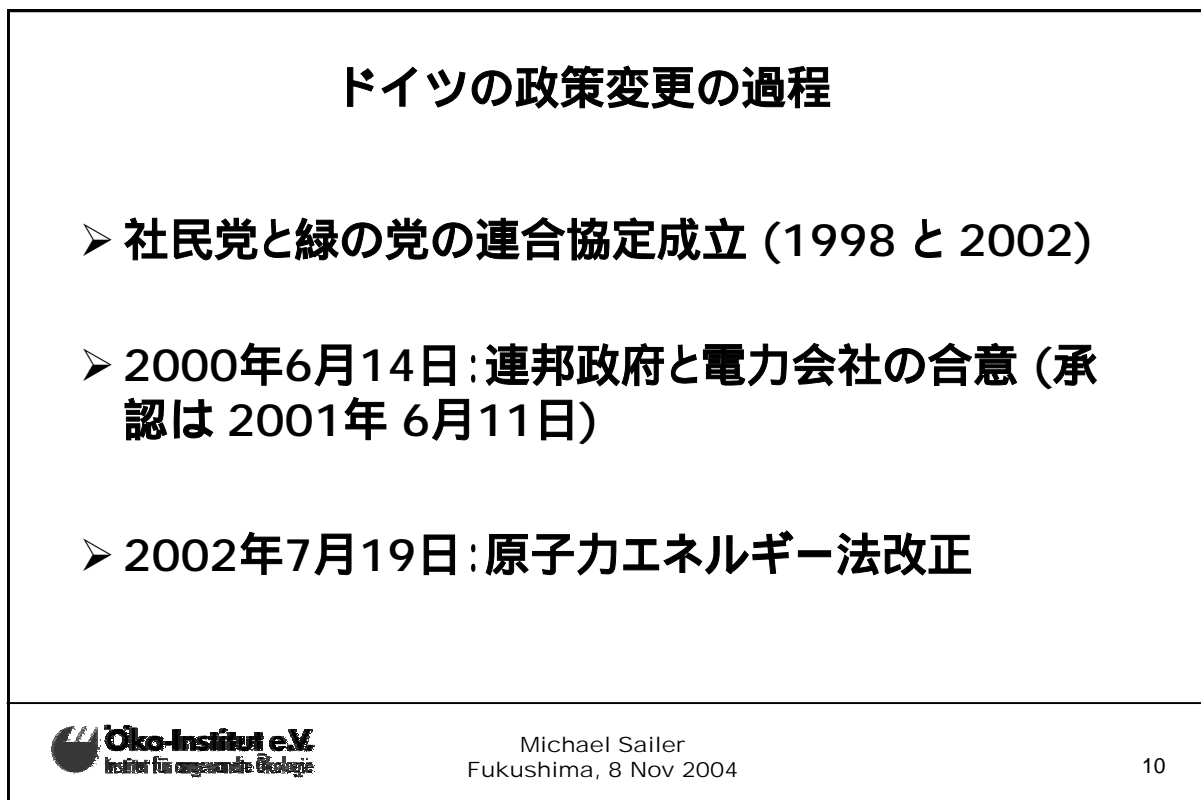 ドイツの政策変更の過程
➢ 社民党と緑の党の連合協定成立 (1998 と 2002)
➢ 2000年6月14日:連邦政府と電力会社の合意 (承
認は 2001年 6月11日)
➢ 2002年7月19日:原子力エネルギー法改正
Öko-Institut e.V.
Institut für angewandte Ökologie
Michael Sailer
Fukushima, 8 Nov 2004
10